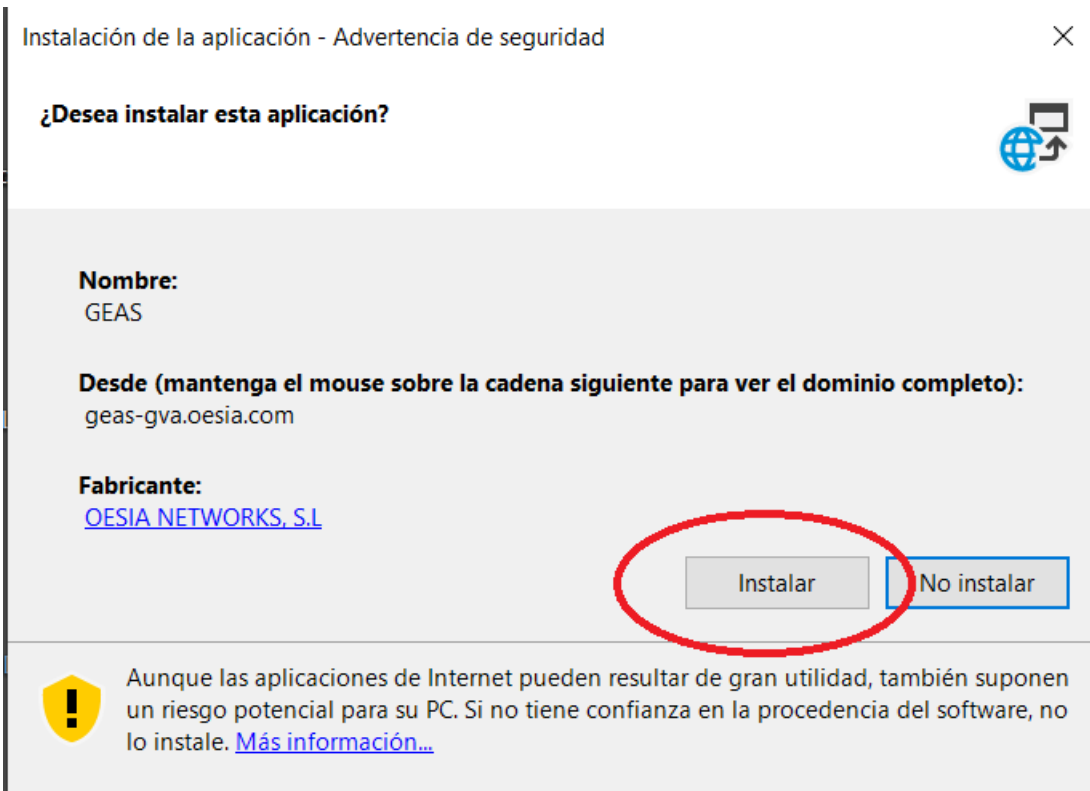 Instalación de la aplicación - Advertencia de seguridad
¿Desea instalar esta aplicación?
Nombre:
GEAS
Desde (mantenga el mouse sobre la cadena siguiente para ver el dominio completo):
geas-gva.oesia.com
Fabricante:
OESIA NETWORKS, S.L
Instalar
No instalar
Aunque las aplicaciones de Internet pueden resultar de gran utilidad, también suponen
un riesgo potencial para su PC. Si no tiene confianza en la procedencia del software, no
lo instale. Más información...